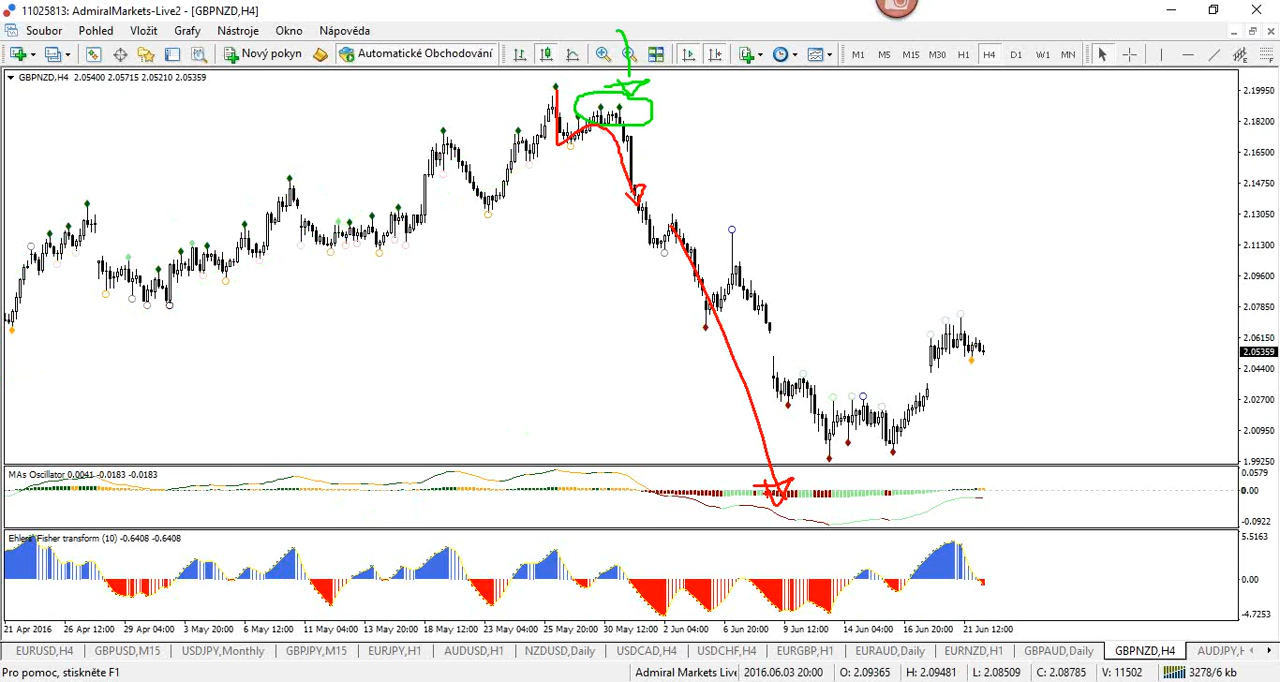 11025813: AdmiralMarkets-Live2 - [GBPNZD,H4]
Soubor Pohled Vložit Grafy Nástroje Okno Nápověda
Nový pokyn Automatické Obchodování M1 M5 M15 M30 H1 H4 D1 W1 MN
GBPNZD,H4 2.05400 2.05715 2.05210 2.05359
2.19950
2.18200
2.16500
2.14750
2.13050
2.11300
2.09600
2.07850
2.06150
2.05359
2.04400
2.02700
2.00950
1.99250
MAs Oscillator 0.0041 -0.0183 -0.0183
0.0579
0.00
-0.0922
Ehlers Fisher transform (10) -0.6408 -0.6408
5.5163
0.00
-4.7253
21 Apr 2016 26 Apr 12:00 29 Apr 04:00 3 May 20:00 6 May 12:00 11 May 04:00 13 May 20:00 18 May 12:00 23 May 04:00 25 May 20:00 30 May 12:00 2 Jun 04:00 6 Jun 20:00 9 Jun 12:00 14 Jun 04:00 16 Jun 20:00 21 Jun 12:00
EURUSD,H4 GBPUSD,M15 USDJPY,Monthly GBPJPY,M15 EURJPY,H1 AUDUSD,H1 NZDUSD,Daily USDCAD,H4 USDCHF,H4 EURGBP,H1 EURAUD,Daily EURNZD,H1 GBPAUD,Daily GBPNZD,H4 AUDJPY,H
Pro pomoc, stiskněte F1 Admiral Markets Live 2016.06.03 20:00 O: 2.09365 H: 2.09481 L: 2.08509 C: 2.08785 V: 11502 3278/6 kb